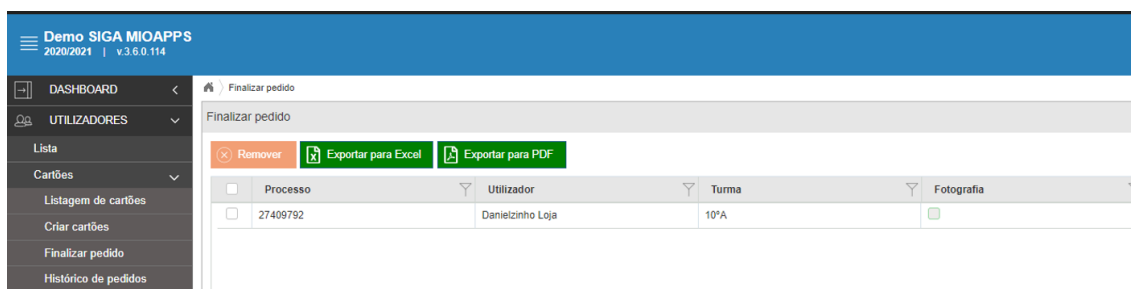 Demo SIGA MIOAPPS
2020/2021 | v.3.6.0.114
DASHBOARD
UTILIZADORES
Lista
Cartões
Listagem de cartões
Criar cartões
Finalizar pedido
Histórico de pedidos
Finalizar pedido
Finalizar pedido
Remover Exportar para Excel Exportar para PDF
Processo Utilizador Turma Fotografia
27409792 Danielzinho Loja 10ºA